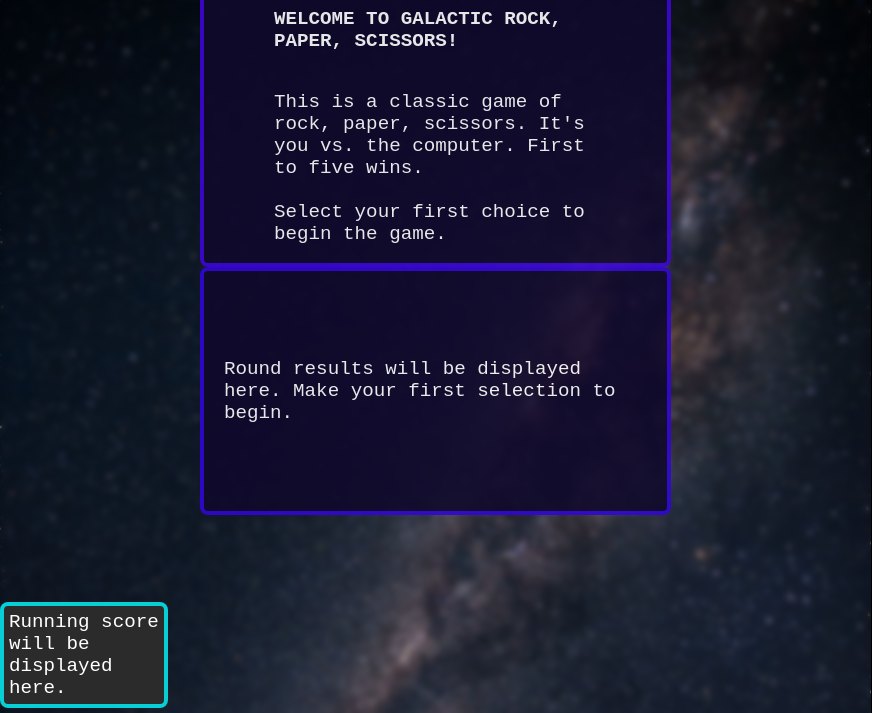 WELCOME TO GALACTIC ROCK,
PAPER, SCISSORS!
This is a classic game of
rock, paper, scissors. It's
you vs. the computer. First
to five wins.
Select your first choice to
begin the game.
Round results will be displayed
here. Make your first selection to
begin.
Running score
will be
displayed
here.